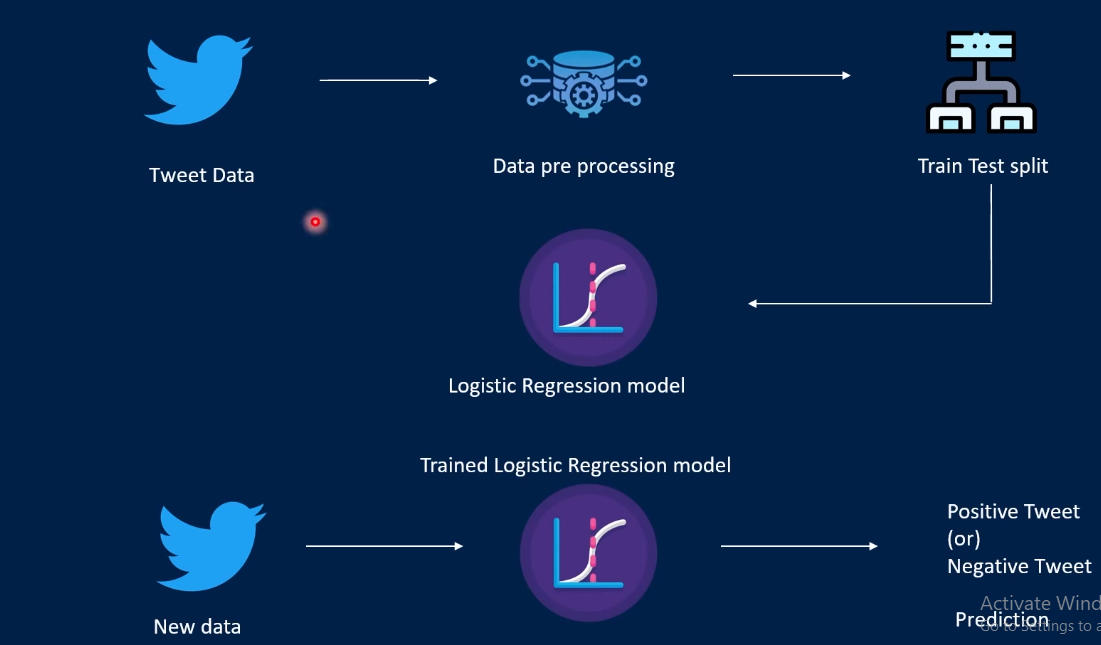 Tweet Data
Data pre processing
Train Test split
Logistic Regression model
Trained Logistic Regression model
Positive Tweet
(or)
Negative Tweet
New data
Prediction
Activate Wind
Go to Settings to a